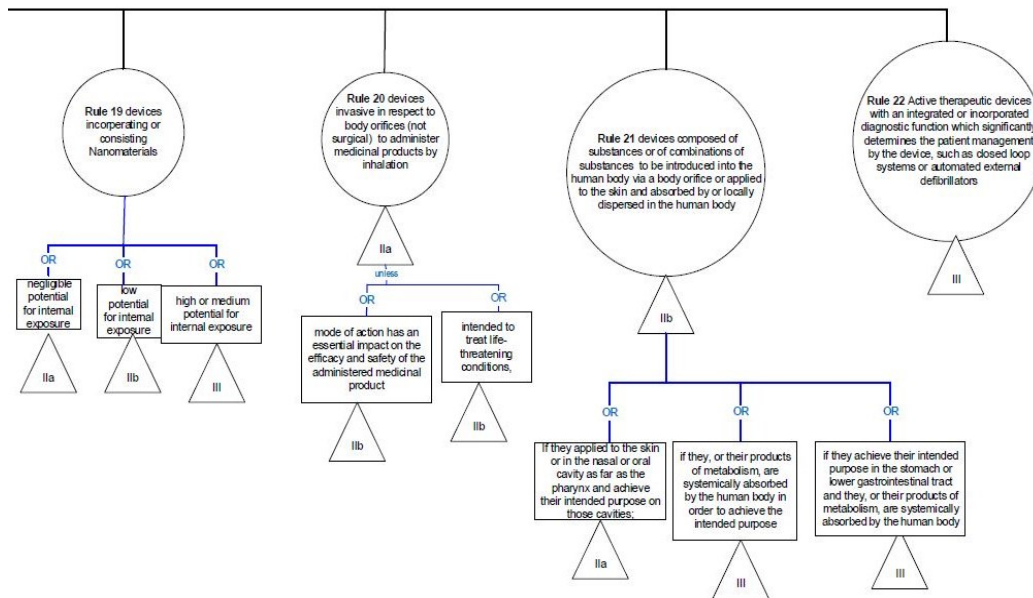 Rule 19 devices
incorperating or
consisting
Nanomaterials
OR
OR
OR
negligible
potential
for internal
exposure
low
potential
for internal
exposure
high or medium
potential for
internal exposure
IIa
IIb
III
Rule 20 devices
invasive in respect to
body orifices (not
surgical) to administer
medicinal products by
inhalation
IIa
unless
OR
OR
mode of action has an
essential impact on the
efficacy and safety of the
administered medicinal
product
intended to
treat life-
threatening
conditions,
IIb
IIb
Rule 21 devices composed of
substances or of combinations of
substances to be introduced into the
human body via a body orifice or applied
to the skin and absorbed by or locally
dispersed in the human body
IIb
OR
OR
OR
If they applied to the skin
or in the nasal or oral
cavity as far as the
pharynx and achieve
their intended purpose on
those cavities;
if they, or their products
of metabolism, are
systemically absorbed
by the human body in
order to achieve the
intended purpose
if they achieve their intended
purpose in the stomach or
lower gastrointestinal tract
and they, or their products of
metabolism, are systemically
absorbed by the human body
IIa
III
III
Rule 22 Active therapeutic devices
with an integrated or incorporated
diagnostic function which significantly
determines the patient management
by the device, such as closed loop
systems or automated external
defibrillators
III